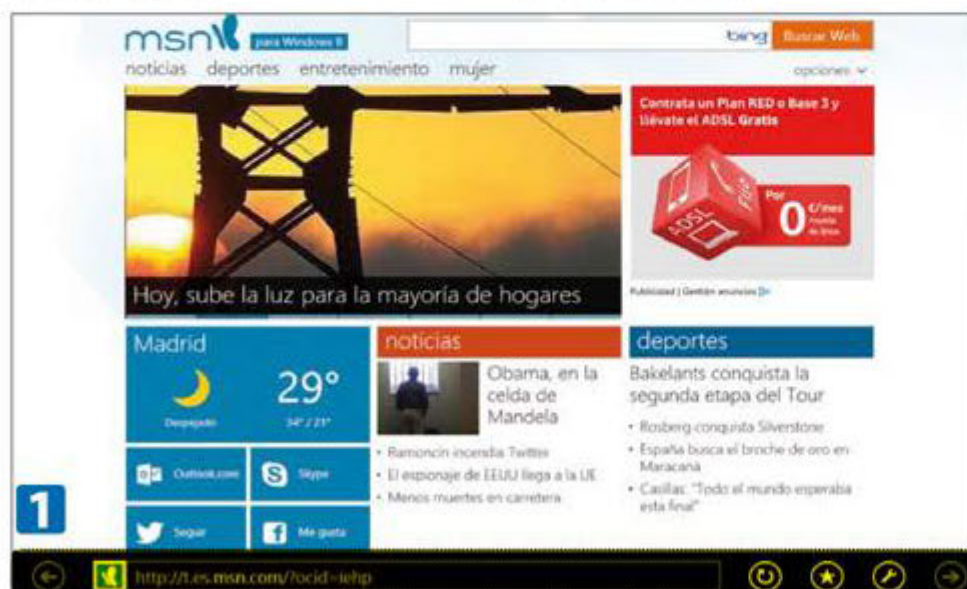 msn para Windows 8
bing Buscar Web
noticias deportes entretenimiento mujer
opciones
Contrata un Plan RED o Base 3 y
llévate el ADSL Gratis
ADSL
Por
0 €/mes
Hoy, sube la luz para la mayoría de hogares
Publicidad | Gestión anuncios
Madrid
29°
Despejado
34° / 21°
Outlook.com
Skype
Seguir
Me gusta
noticias
Obama, en la
celda de
Mandela
• Ramoncín incendia Twitter
• El espionaje de EEUU llega a la UE
• Menos muertes en carretera
deportes
Bakelants conquista la
segunda etapa del Tour
• Rosberg conquista Silverstone
• España busca el broche de oro en
Maracaná
• Casillas: "Todo el mundo esperaba
esta final"
1
http://t.es.msn.com/?ocid=iehp